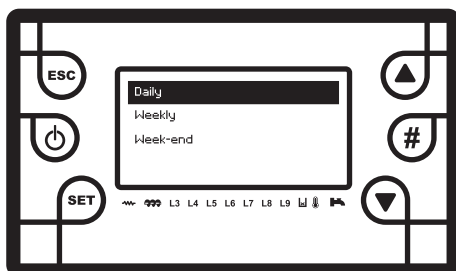 ESC
Daily
Weekly
Week-end
#
SET
L3 L4 L5 L6 L7 L8 L9